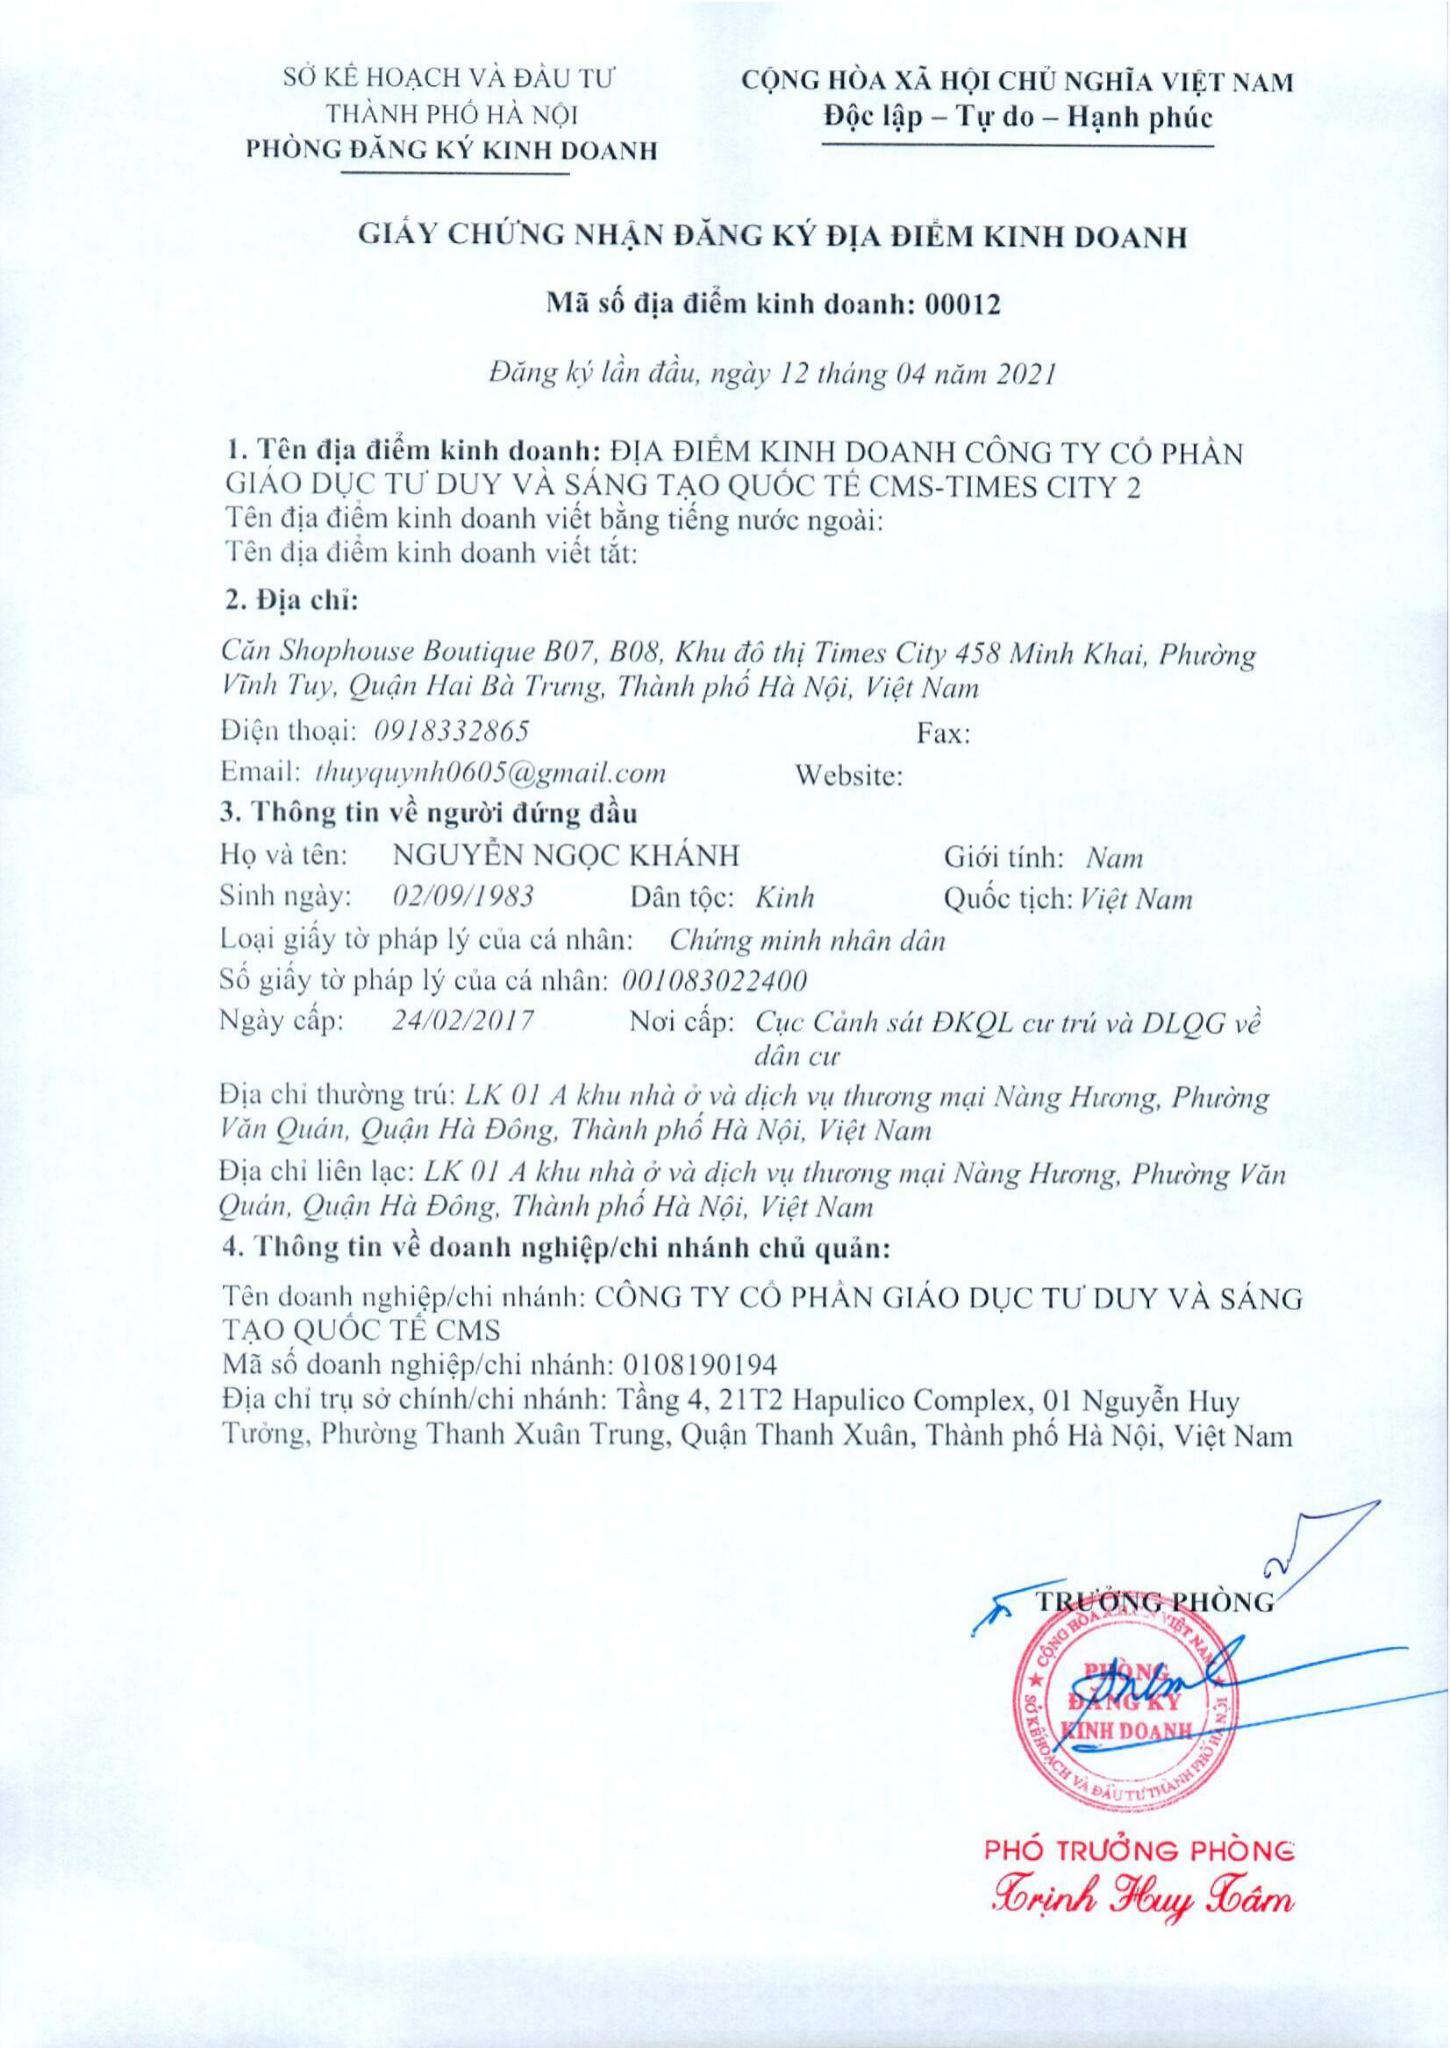 SỞ KẾ HOẠCH VÀ ĐẦU TƯ
THÀNH PHỐ HÀ NỘI
PHÒNG ĐĂNG KÝ KINH DOANH
CỘNG HÒA XÃ HỘI CHỦ NGHĨA VIỆT NAM
Độc lập – Tự do – Hạnh phúc
GIẤY CHỨNG NHẬN ĐĂNG KÝ ĐỊA ĐIỂM KINH DOANH
Mã số địa điểm kinh doanh: 00012
Đăng ký lần đầu, ngày 12 tháng 04 năm 2021
1. Tên địa điểm kinh doanh: ĐỊA ĐIỂM KINH DOANH CÔNG TY CỔ PHẦN
GIÁO DỤC TƯ DUY VÀ SÁNG TẠO QUỐC TẾ CMS-TIMES CITY 2
Tên địa điểm kinh doanh viết bằng tiếng nước ngoài:
Tên địa điểm kinh doanh viết tắt:
2. Địa chỉ:
Căn Shophouse Boutique B07, B08, Khu đô thị Times City 458 Minh Khai, Phường
Vĩnh Tuy, Quận Hai Bà Trưng, Thành phố Hà Nội, Việt Nam
Điện thoại: 0918332865 Fax:
Email: thuyquynh0605@gmail.com Website:
3. Thông tin về người đứng đầu
Họ và tên: NGUYỄN NGỌC KHÁNH Giới tính: Nam
Sinh ngày: 02/09/1983 Dân tộc: Kinh Quốc tịch: Việt Nam
Loại giấy tờ pháp lý của cá nhân: Chứng minh nhân dân
Số giấy tờ pháp lý của cá nhân: 001083022400
Ngày cấp: 24/02/2017 Nơi cấp: Cục Cảnh sát ĐKQL cư trú và DLQG về
dân cư
Địa chỉ thường trú: LK 01 A khu nhà ở và dịch vụ thương mại Nàng Hương, Phường
Văn Quán, Quận Hà Đông, Thành phố Hà Nội, Việt Nam
Địa chỉ liên lạc: LK 01 A khu nhà ở và dịch vụ thương mại Nàng Hương, Phường Văn
Quán, Quận Hà Đông, Thành phố Hà Nội, Việt Nam
4. Thông tin về doanh nghiệp/chi nhánh chủ quản:
Tên doanh nghiệp/chi nhánh: CÔNG TY CỔ PHẦN GIÁO DỤC TƯ DUY VÀ SÁNG
TẠO QUỐC TẾ CMS
Mã số doanh nghiệp/chi nhánh: 0108190194
Địa chỉ trụ sở chính/chi nhánh: Tầng 4, 21T2 Hapulico Complex, 01 Nguyễn Huy
Tưởng, Phường Thanh Xuân Trung, Quận Thanh Xuân, Thành phố Hà Nội, Việt Nam
TRƯỞNG PHÒNG
CỘNG HÒA X.H.C.N VIỆT NAM
PHÒNG
ĐĂNG KÝ
KINH DOANH
SỞ KẾ HOẠCH VÀ ĐẦU TƯ THÀNH PHỐ HÀ NỘI
PHÓ TRƯỞNG PHÒNG
Trịnh Huy Tâm